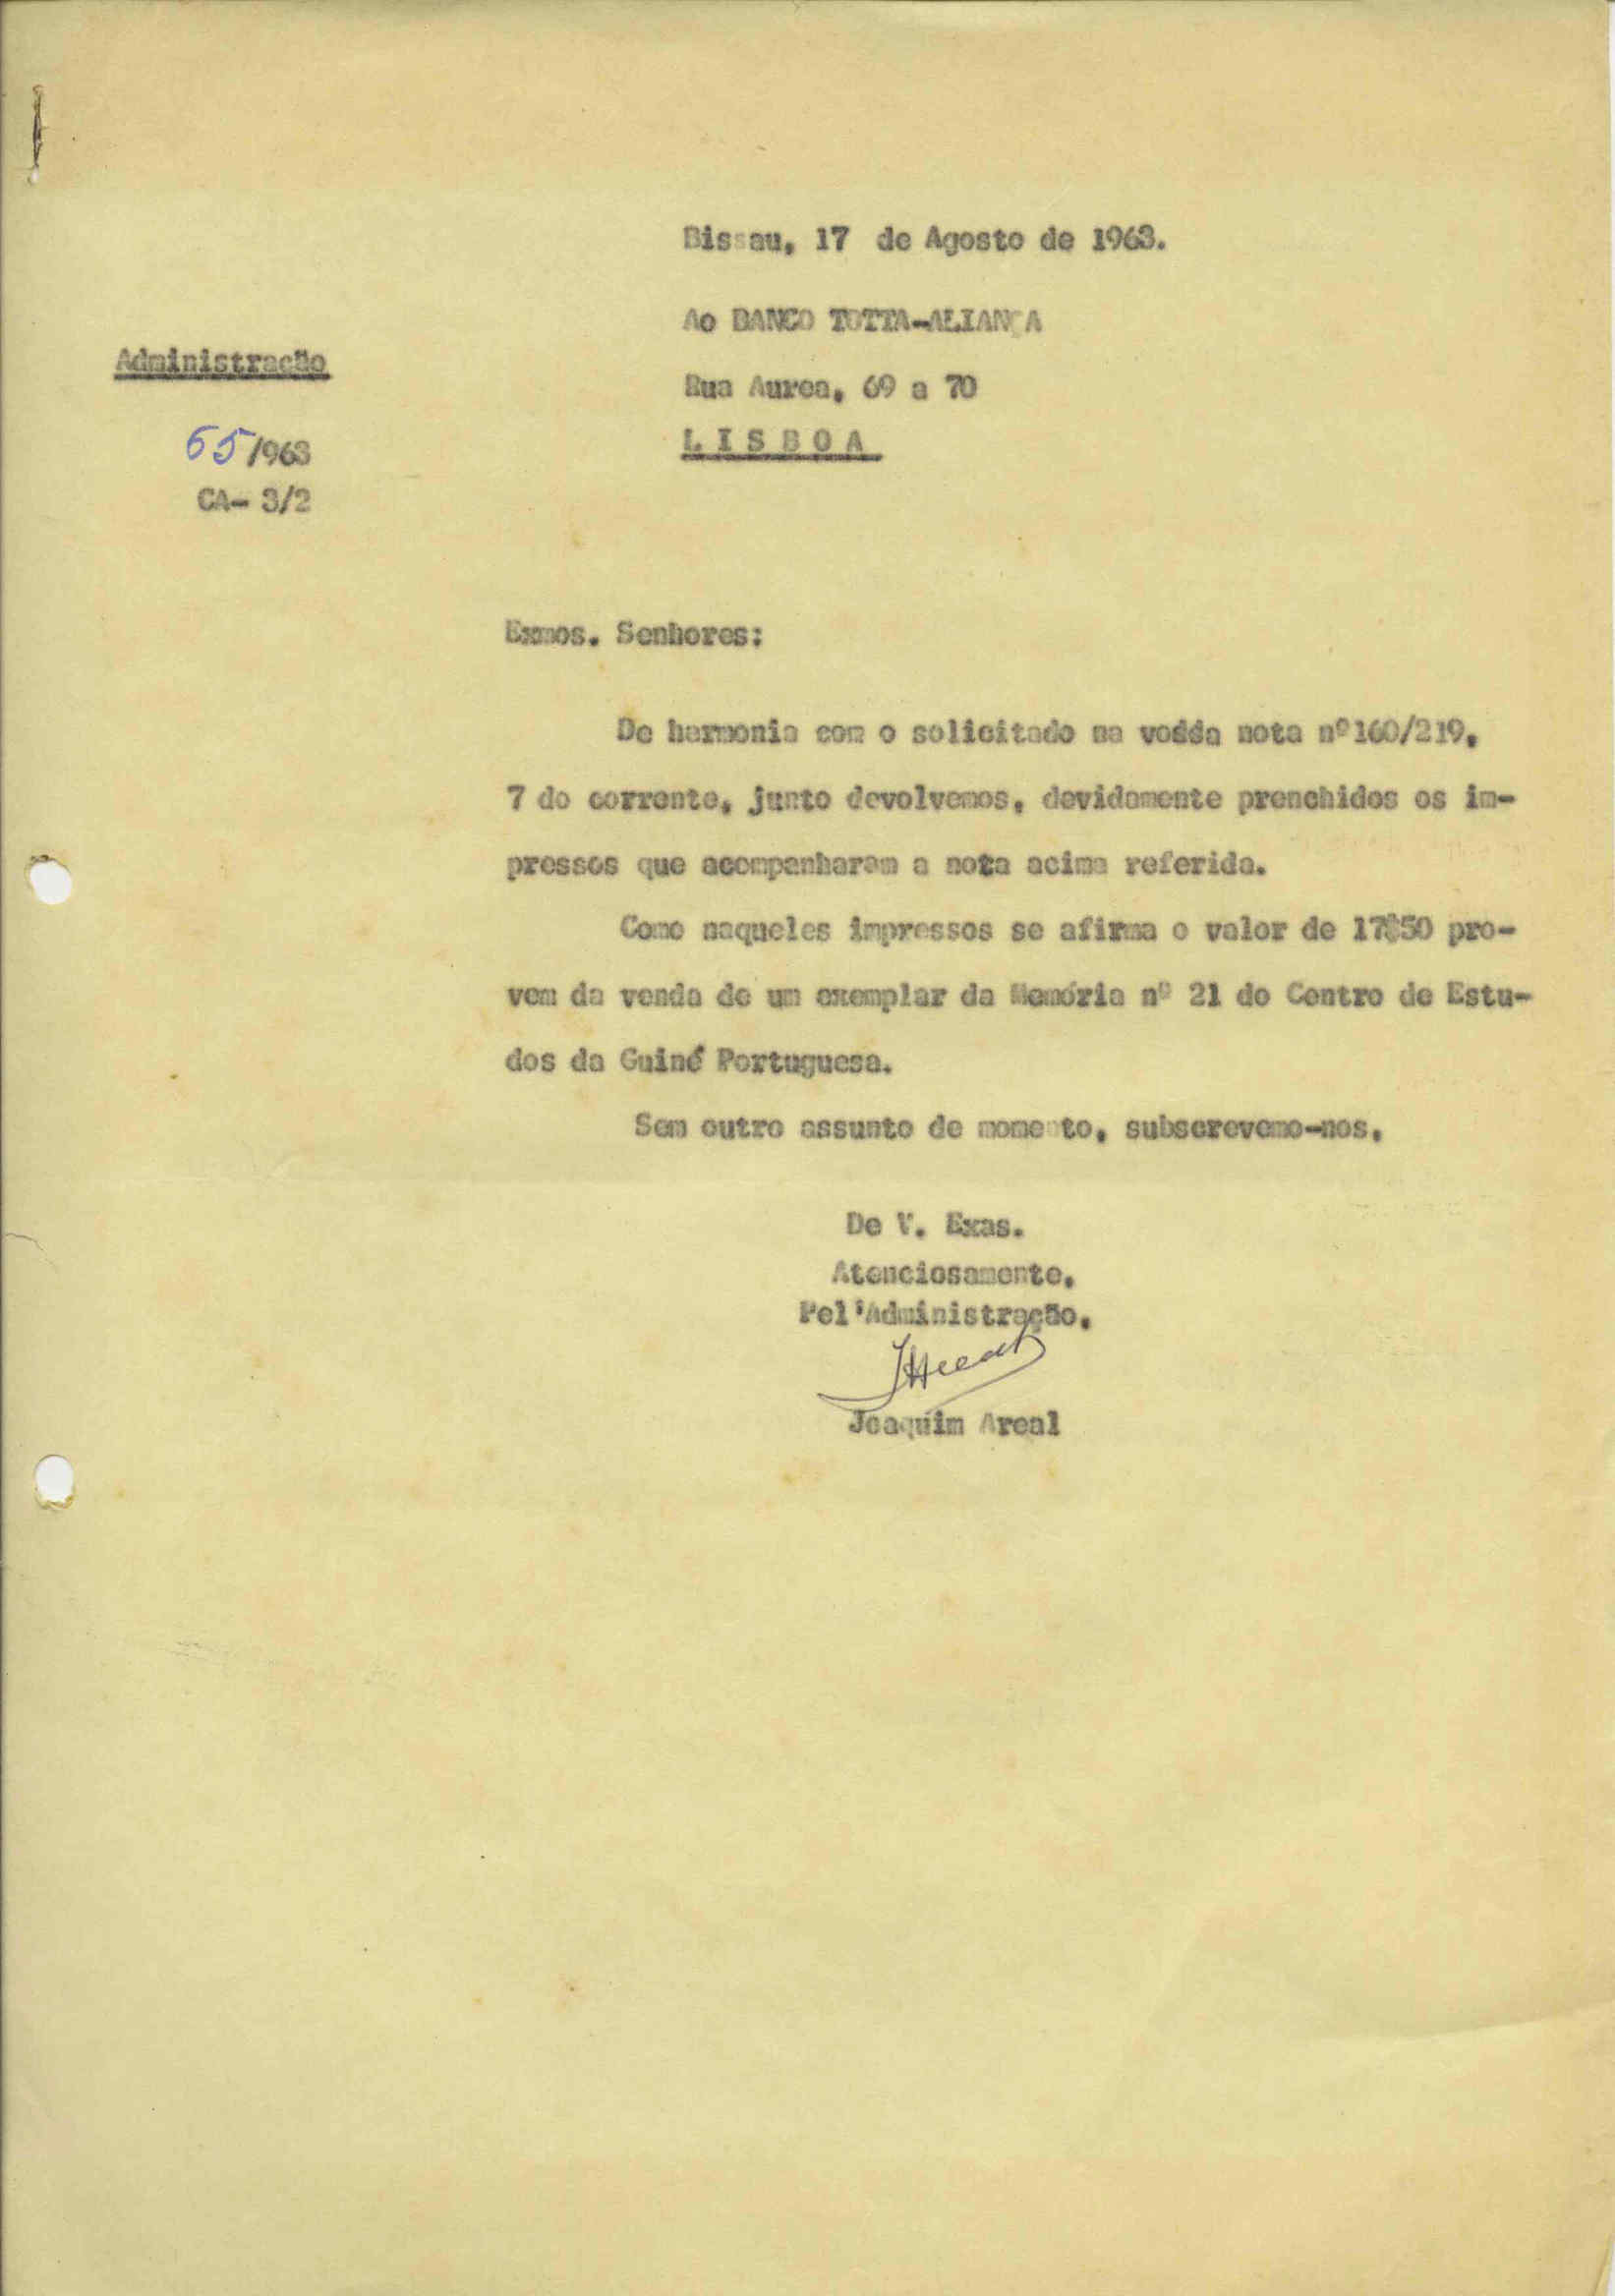 Bissau, 17 de Agosto de 1963.
Ao BANCO TOTTA-ALIANÇA
Administração
Rua Aurea, 69 a 70
LISBOA
65/963
CA- 3/2
Exmos. Senhores:
De harmonia com o solicitado na vossa nota nº160/219,
7 do corrente, junto devolvemos, devidamente prenchidos os im-
pressos que acompanharam a nota acima referida.
Como naqueles impressos se afirma o valor de 17$50 pro-
vem da venda de um exemplar da Memória nº 21 do Centro de Estu-
dos da Guiné Portuguesa.
Sem outro assunto de momento, subscrevemo-nos,
De V. Exas.
Atenciosamente,
Pel'Administração,
JAreal
Joaquim Areal